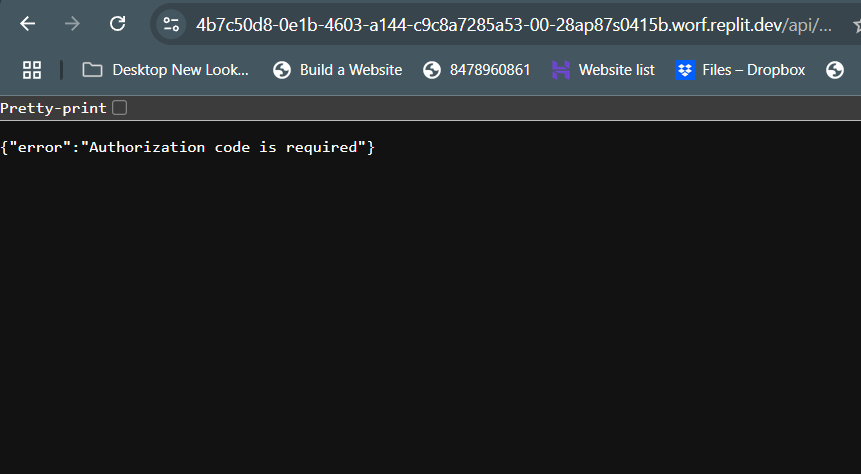 4b7c50d8-0e1b-4603-a144-c9c8a7285a53-00-28ap87s0415b.worf.replit.dev/api/...
Desktop New Look... Build a Website 8478960861 Website list Files – Dropbox
Pretty-print
{"error":"Authorization code is required"}